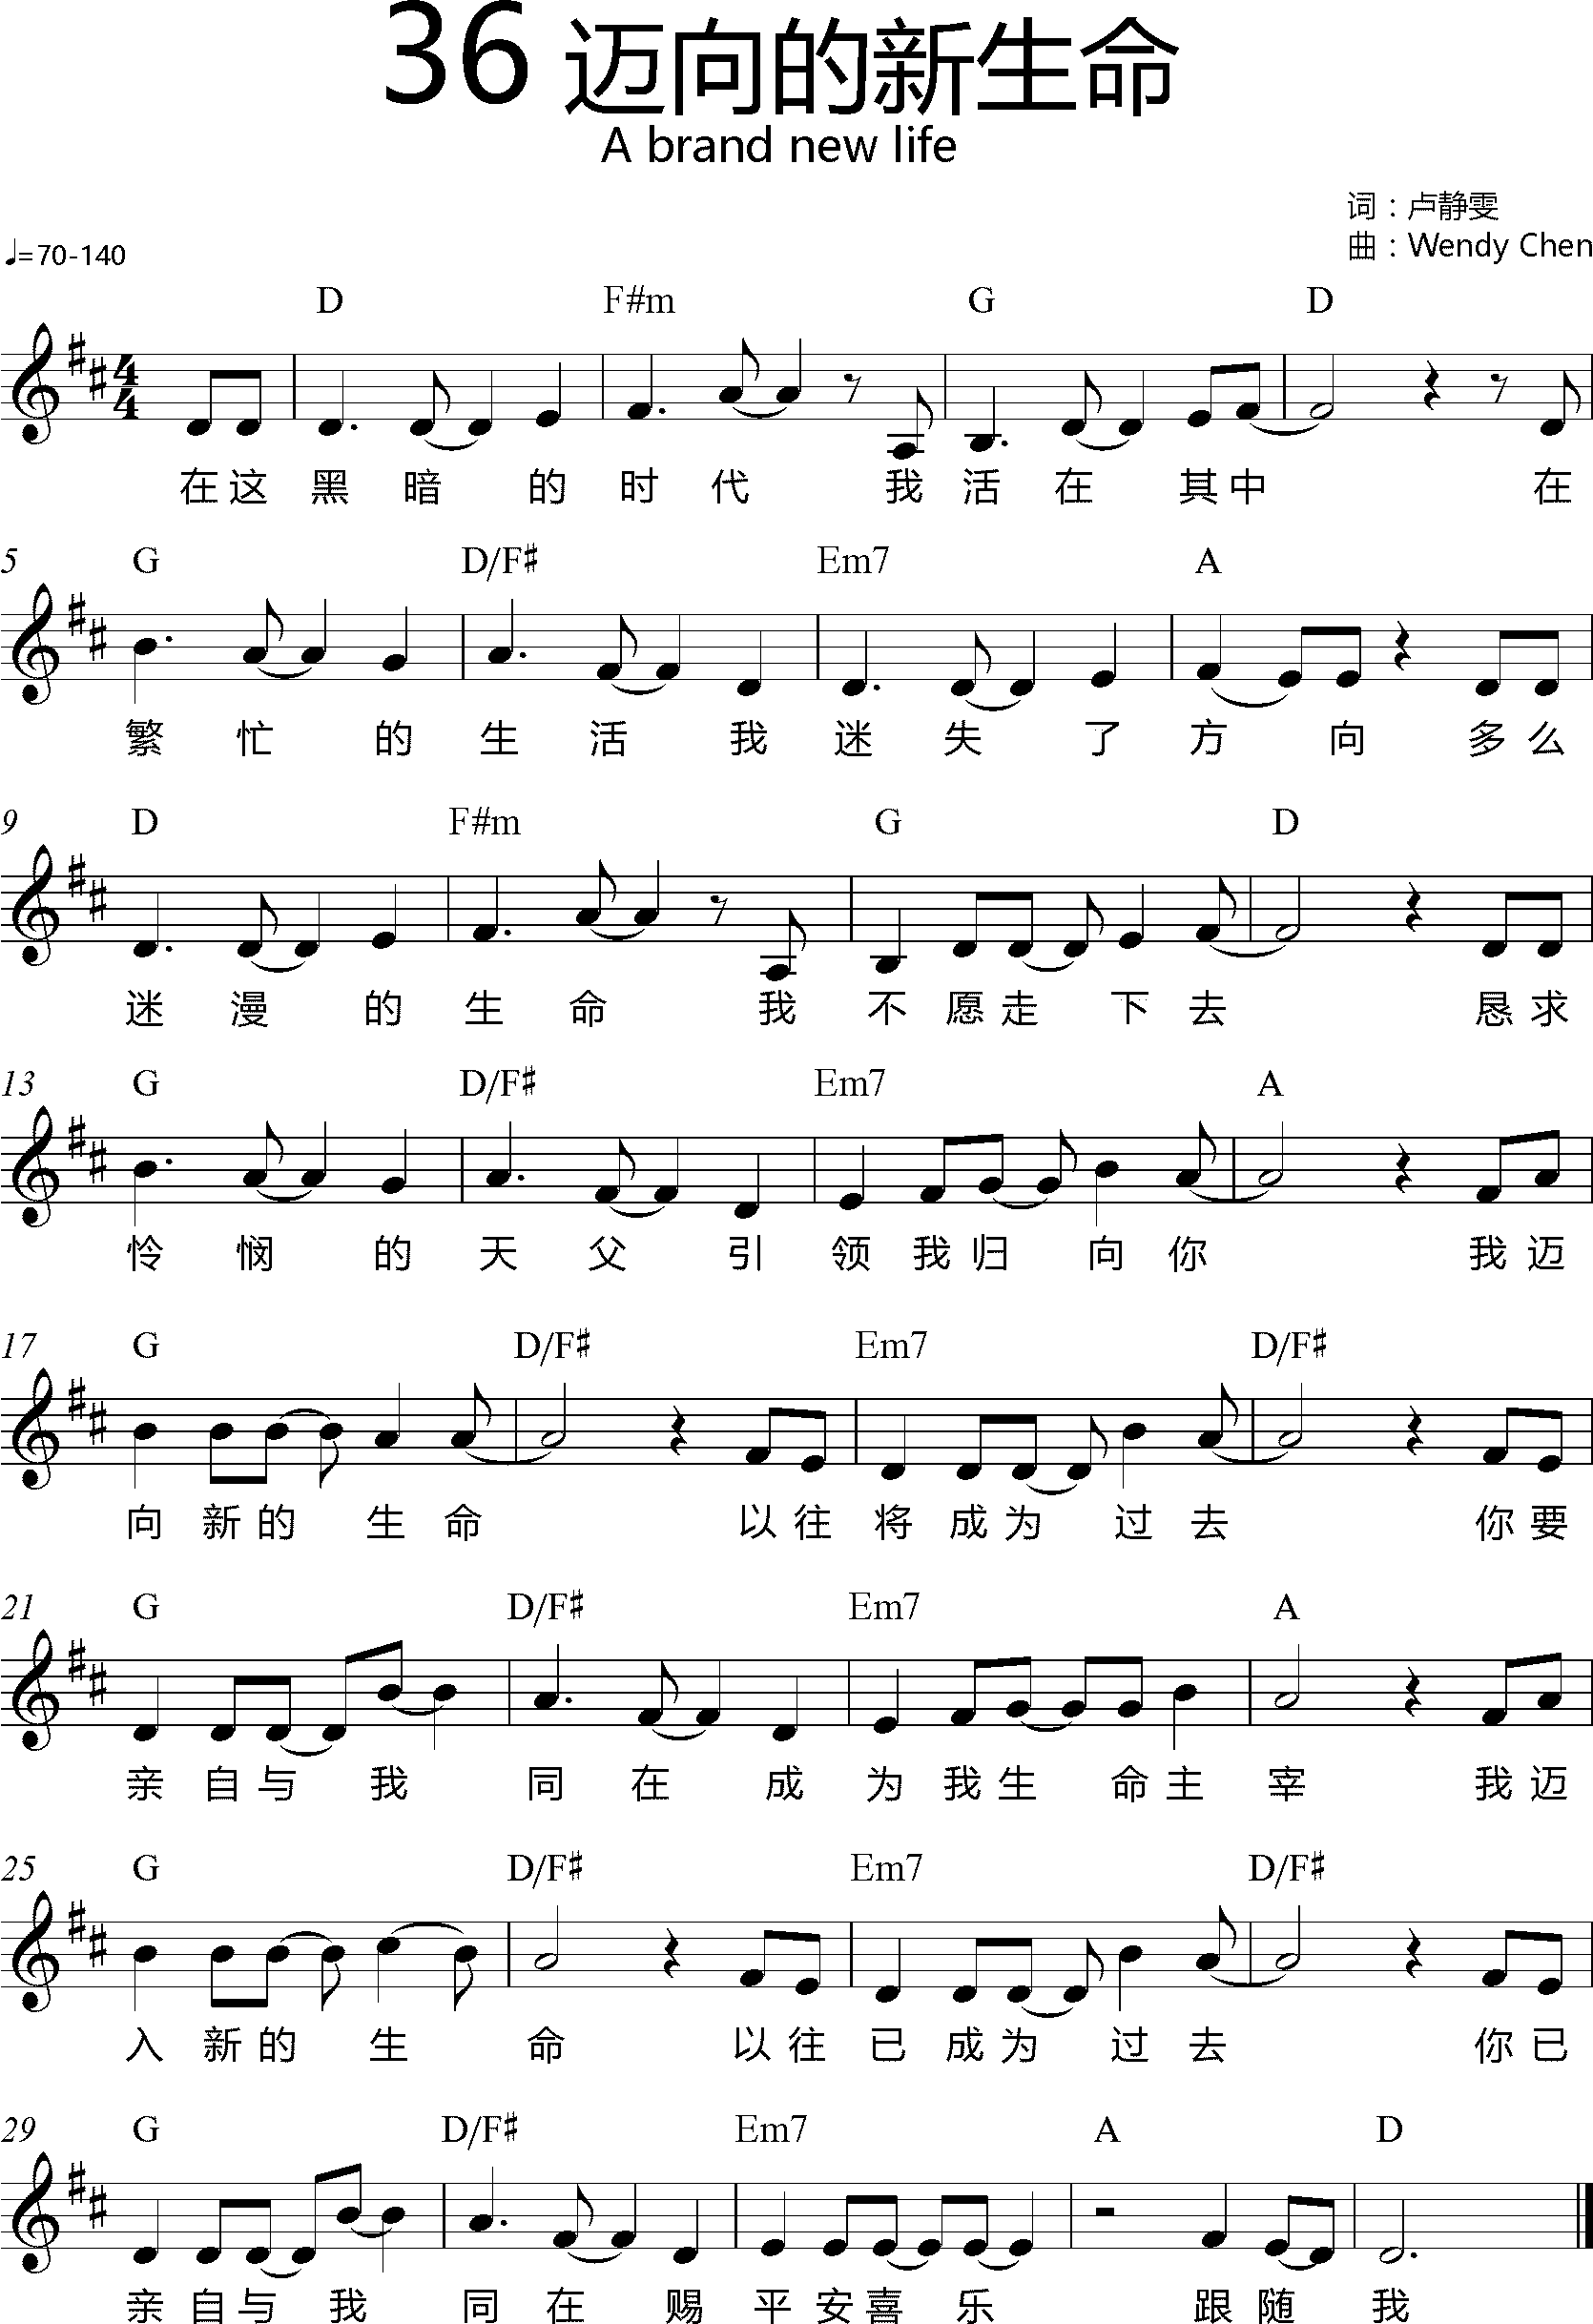 36 迈向的新生命
A brand new life
词：卢静雯
♩=70-140
曲：Wendy Chen
D F#m G D
4
4
在这 黑 暗 的 时 代 我 活 在 其 中 在
5 G D/F♯ Em7 A
繁 忙 的 生 活 我 迷 失 了 方 向 多 么
9 D F#m G D
迷 漫 的 生 命 我 不 愿 走 下 去 恳 求
13 G D/F♯ Em7 A
怜 悯 的 天 父 引 领 我 归 向 你 我 迈
17 G D/F♯ Em7 D/F♯
向 新 的 生 命 以 往 将 成 为 过 去 你 要
21 G D/F♯ Em7 A
亲 自 与 我 同 在 成 为 我 生 命 主 宰 我 迈
25 G D/F♯ Em7 D/F♯
入 新 的 生 命 以 往 已 成 为 过 去 你 已
29 G D/F♯ Em7 A D
亲 自 与 我 同 在 赐 平 安 喜 乐 跟 随 我